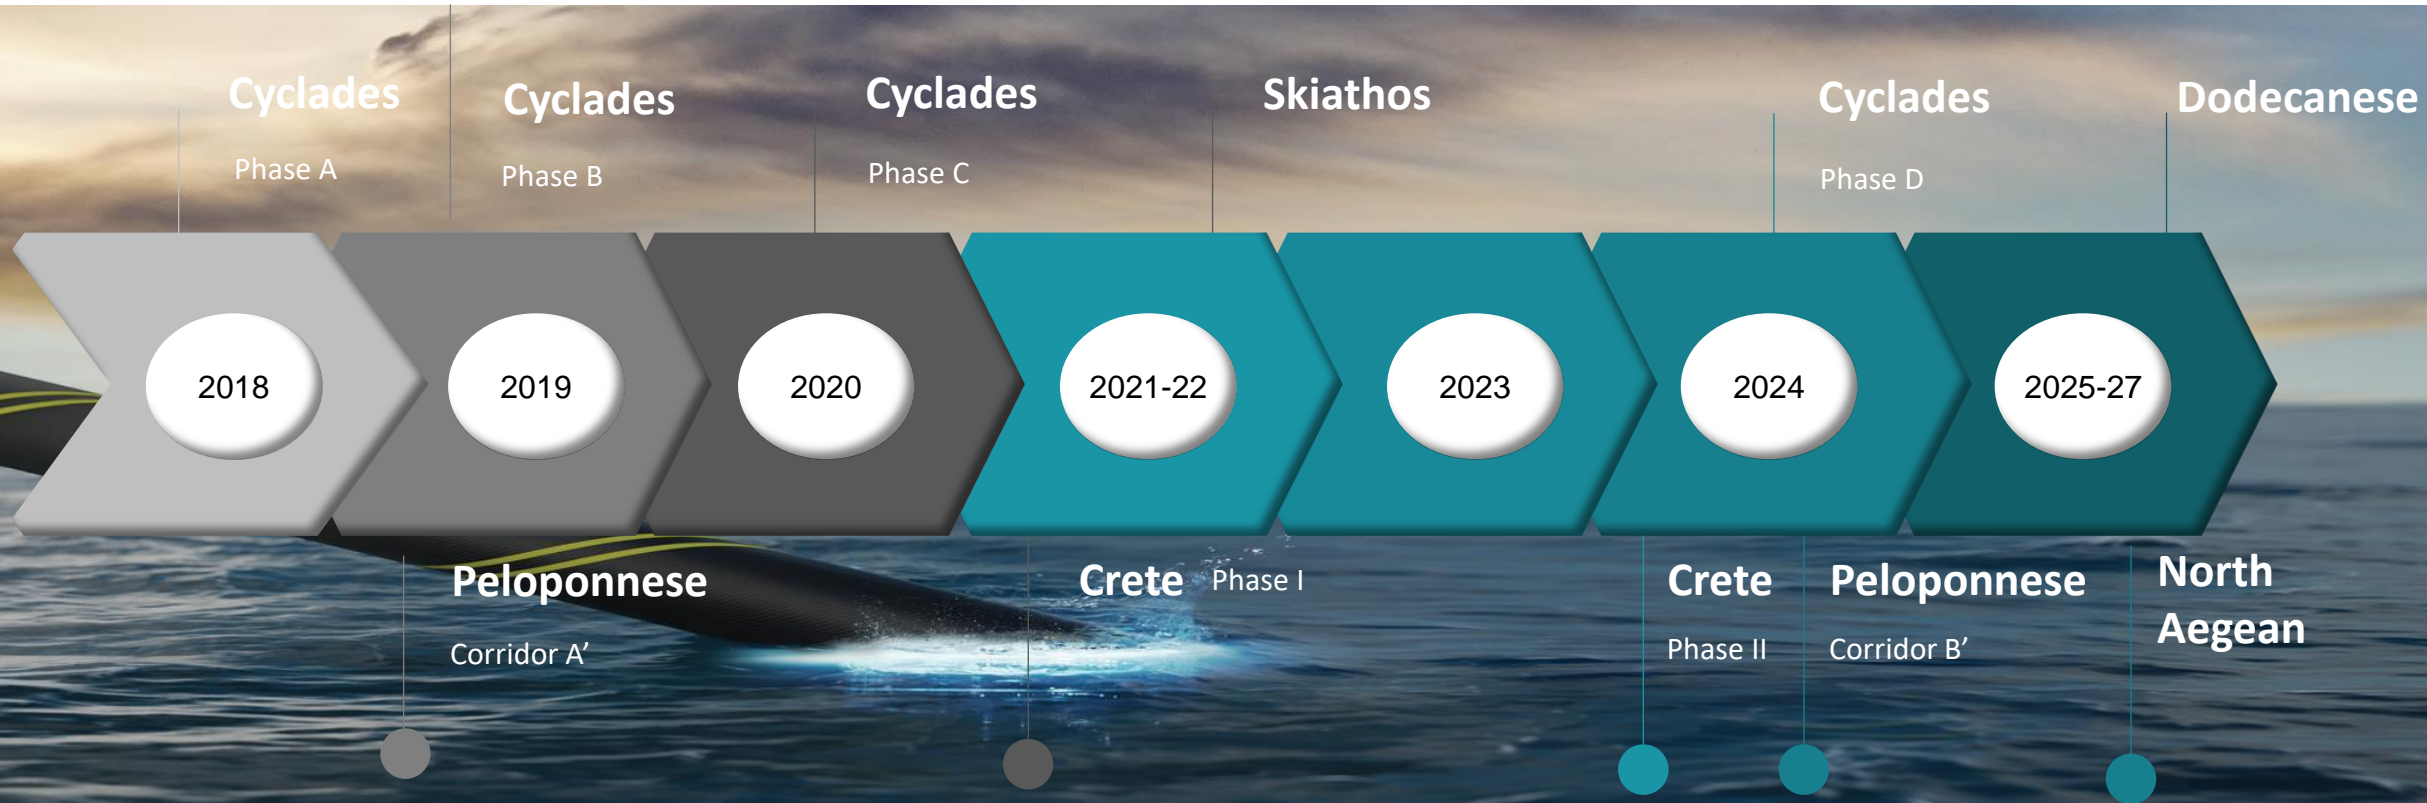 Cyclades
Phase A
Cyclades
Phase B
Cyclades
Phase C
Skiathos
Cyclades
Phase D
Dodecanese
2018
2019
2020
2021-22
2023
2024
2025-27
Peloponnese
Corridor A’
Crete Phase I
Crete
Phase II
Peloponnese
Corridor B’
North
Aegean